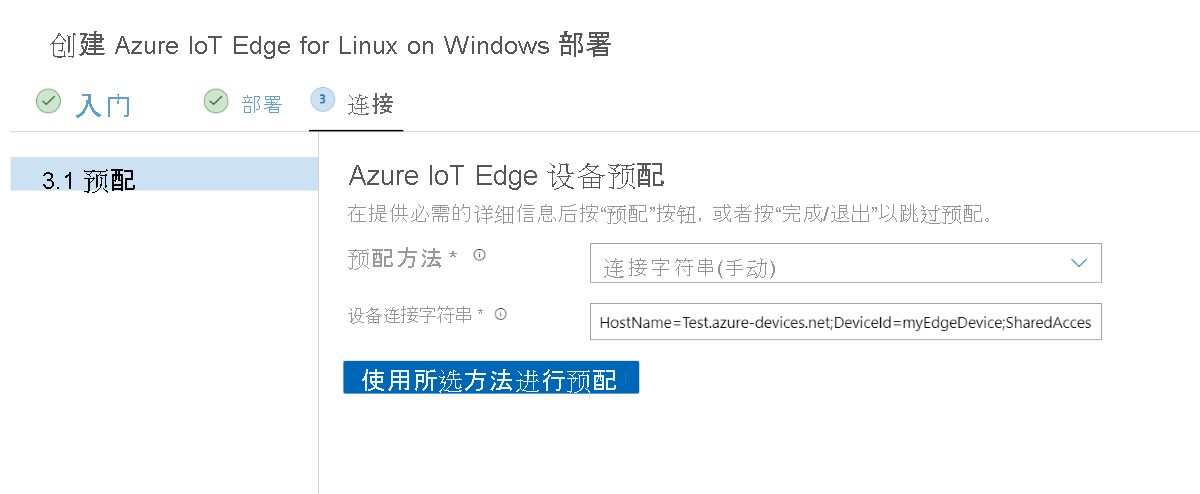 创建 Azure IoT Edge for Linux on Windows 部署
入门 部署 3 连接
3.1 预配
Azure IoT Edge 设备预配
在提供必需的详细信息后按“预配”按钮, 或者按“完成/退出”以跳过预配。
预配方法 *
连接字符串(手动)
设备连接字符串 *
HostName=Test.azure-devices.net;DeviceId=myEdgeDevice;SharedAcces
使用所选方法进行预配